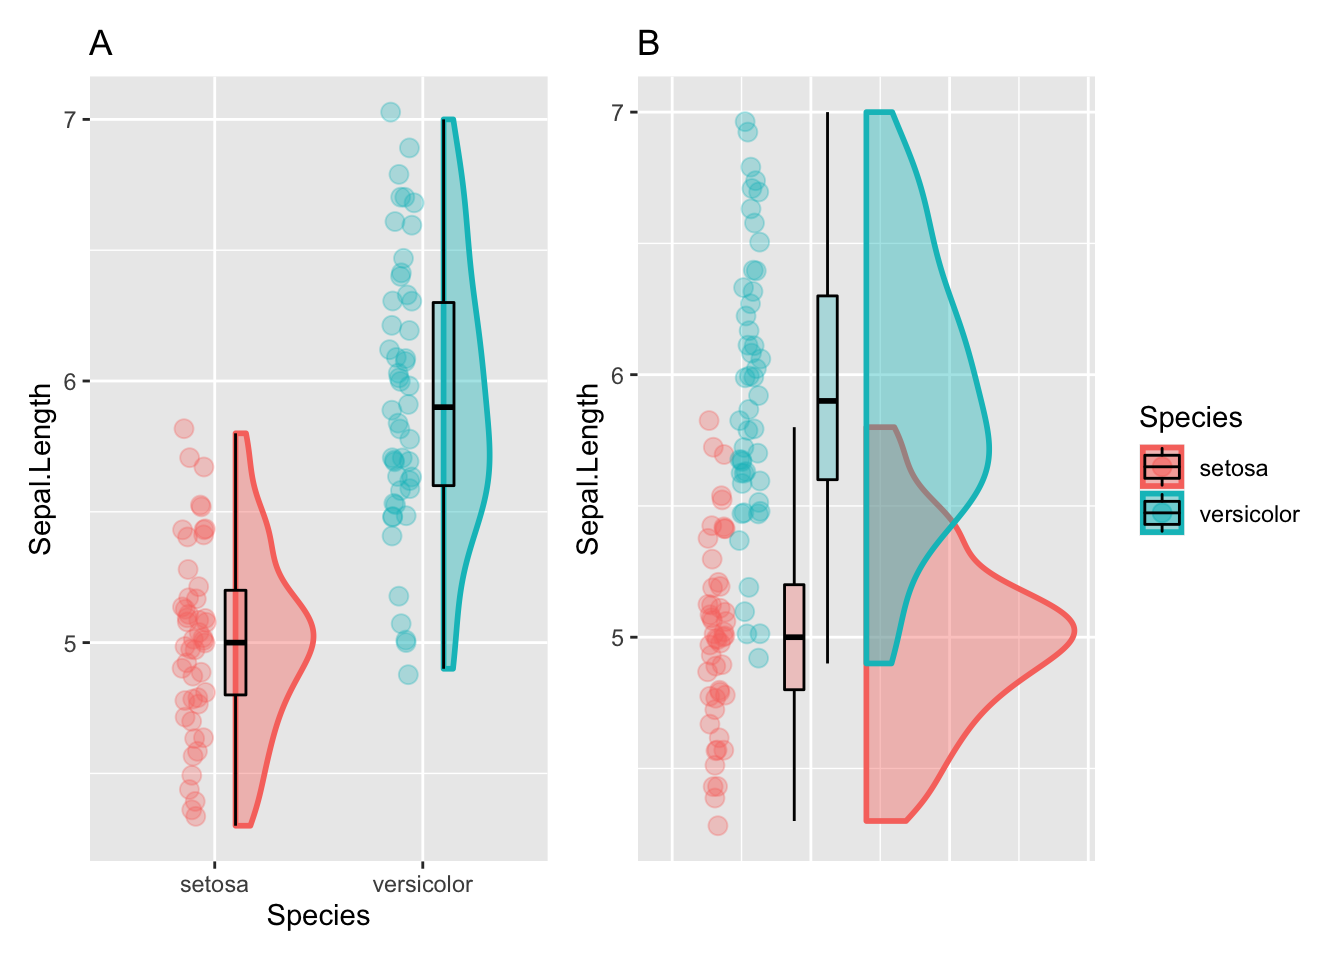 A
B
7
6
5
Sepal.Length
setosa versicolor
Species
7
6
5
Sepal.Length
Species
setosa
versicolor